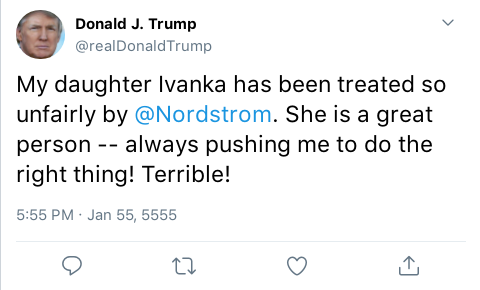 Donald J. Trump
@realDonaldTrump
My daughter Ivanka has been treated so
unfairly by @Nordstrom. She is a great
person -- always pushing me to do the
right thing! Terrible!
5:55 PM · Jan 55, 5555